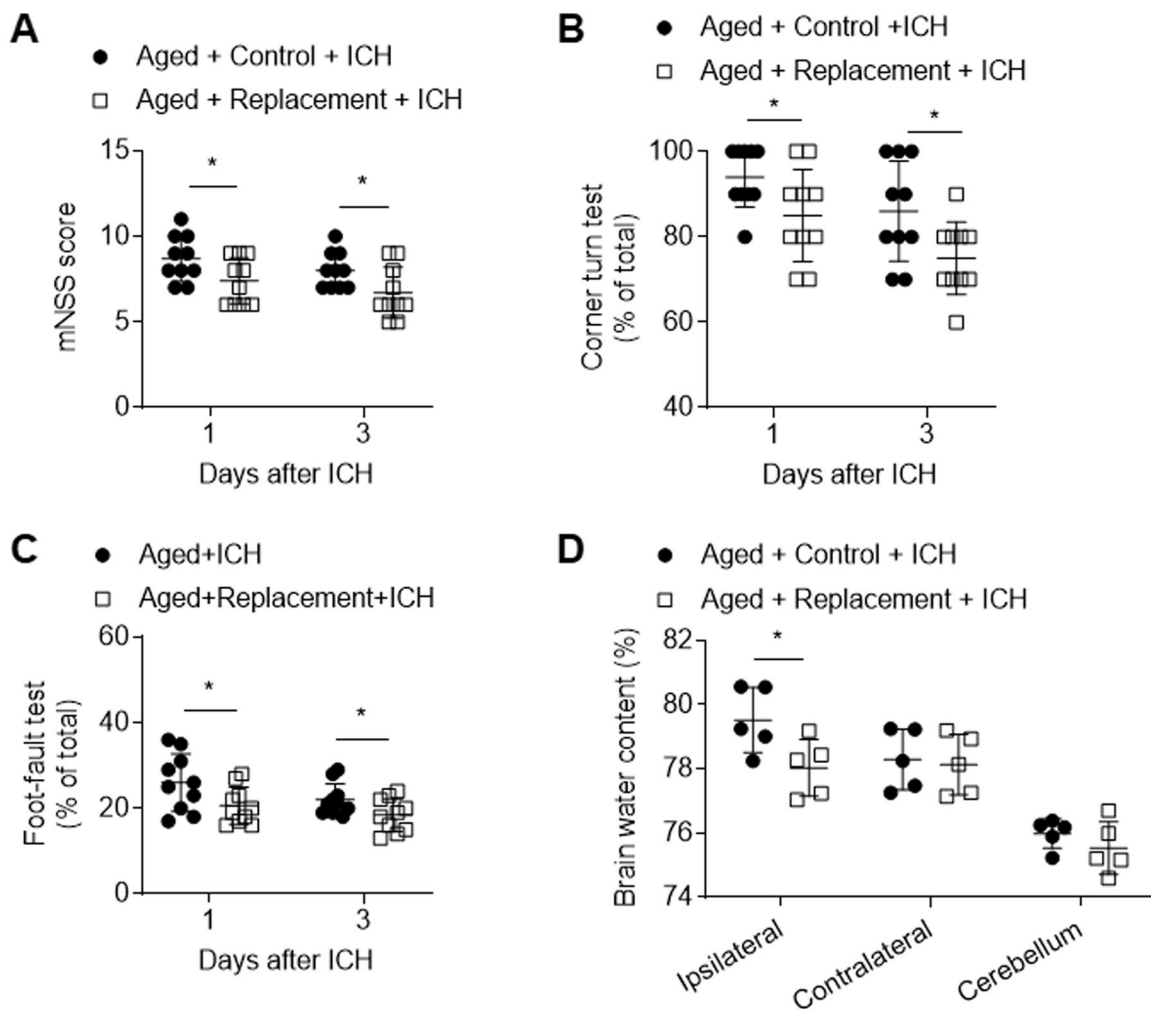 A
Aged + Control + ICH
Aged + Replacement + ICH
mNSS score
15
10
5
0
*
*
1
3
Days after ICH
B
Aged + Control +ICH
Aged + Replacement + ICH
Corner turn test
(% of total)
100
80
60
40
*
*
1
3
Days after ICH
C
Aged+ICH
Aged+Replacement+ICH
Foot-fault test
(% of total)
60
40
20
0
*
*
1
3
Days after ICH
D
Aged + Control + ICH
Aged + Replacement + ICH
Brain water content (%)
82
80
78
76
74
*
Ipsilateral
Contralateral
Cerebellum